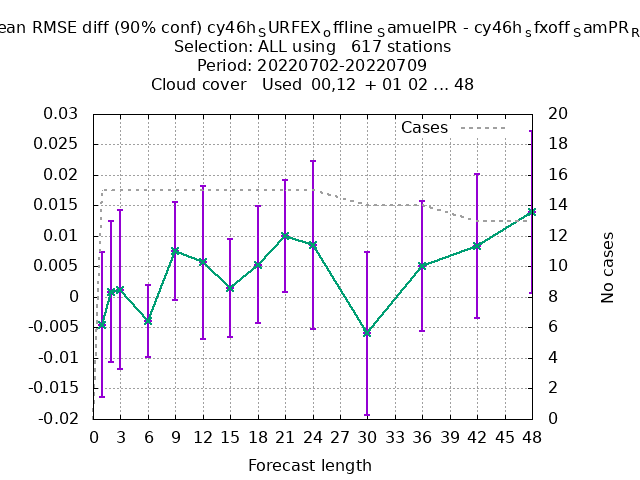 ean RMSE diff (90% conf) cy46h_SURFEX_offline_SamuelPR - cy46h_sfxoff_SamPR_R
Selection: ALL using   617 stations
Period: 20220702-20220709
Cloud cover   Used  00,12  + 01 02 ... 48
Cases
0.03
0.025
0.02
0.015
0.01
0.005
0
-0.005
-0.01
-0.015
-0.02
20
18
16
14
12
10
8
6
4
2
0
No cases
0 3 6 9 12 15 18 21 24 27 30 33 36 39 42 45 48
Forecast length